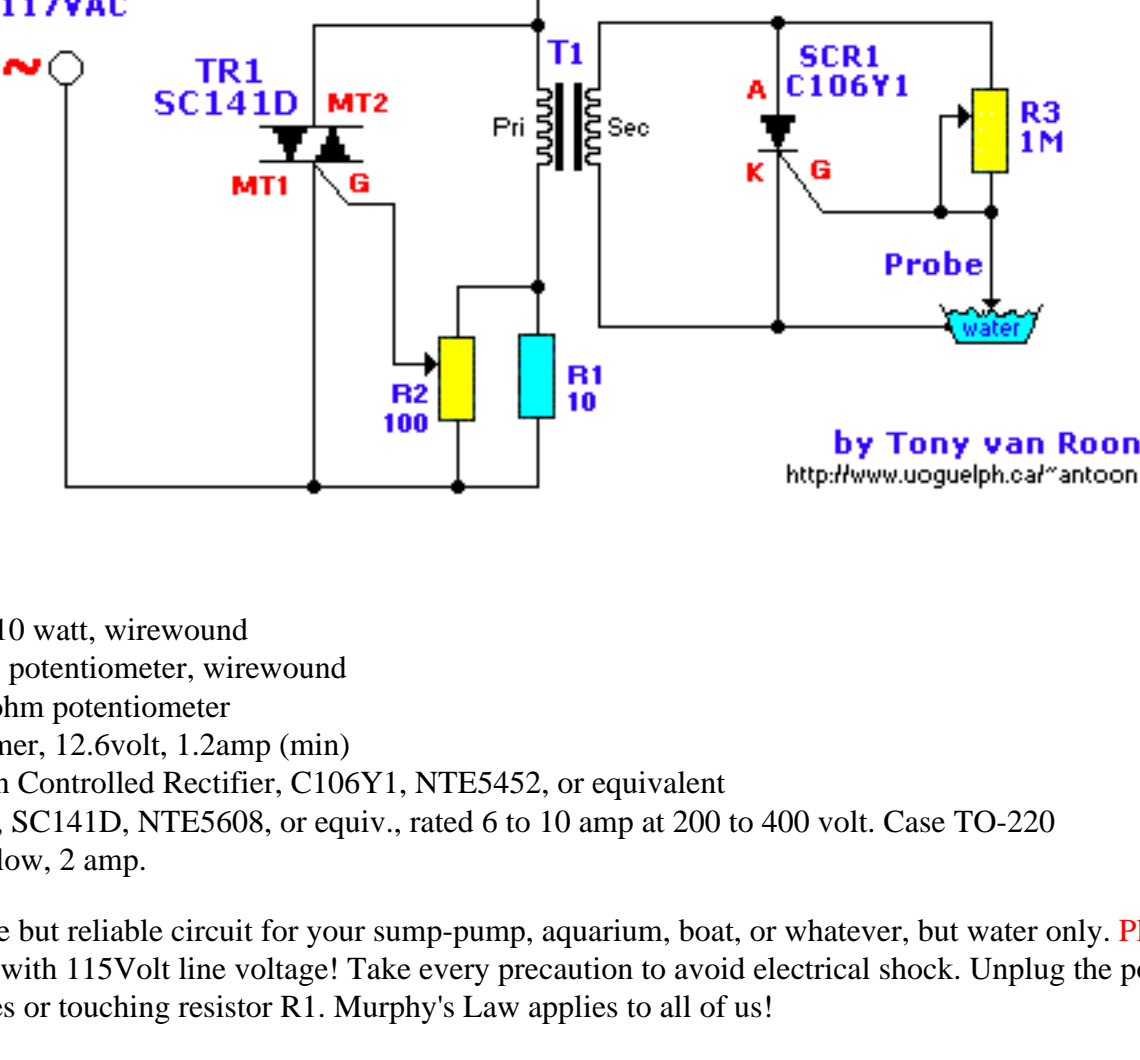 117VAC
~
T1
SCR1
C106Y1
TR1
SC141D
MT2
A
R3
1M
Pri
Sec
MT1
G
K
G
Probe
water
R2
100
R1
10
by Tony van Roon
http://www.uoguelph.ca/~antoon
10 watt, wirewound
potentiometer, wirewound
ohm potentiometer
mer, 12.6volt, 1.2amp (min)
n Controlled Rectifier, C106Y1, NTE5452, or equivalent
, SC141D, NTE5608, or equiv., rated 6 to 10 amp at 200 to 400 volt. Case TO-220
low, 2 amp.
e but reliable circuit for your sump-pump, aquarium, boat, or whatever, but water only. Pl
with 115Volt line voltage! Take every precaution to avoid electrical shock. Unplug the po
es or touching resistor R1. Murphy's Law applies to all of us!